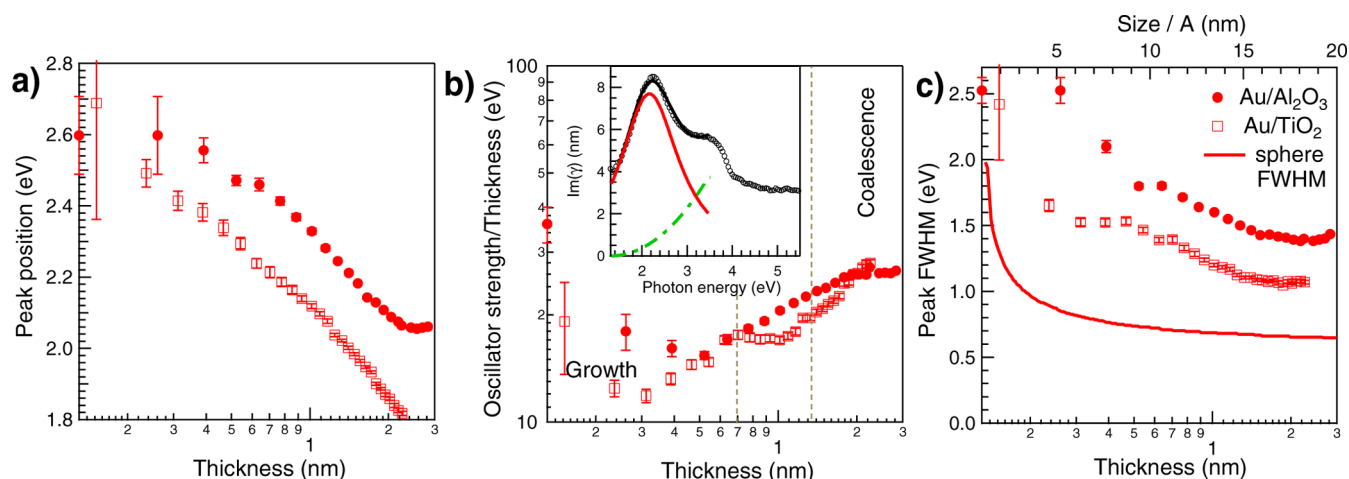 a)
Peak position (eV)
2.8
2.6
2.4
2.2
2.0
1.8
2 3 4 5 6 7 8 9 1 2 3
Thickness (nm)
b)
Oscillator strength/Thickness (eV)
100
9
8
7
6
5
4
3
2
10
Growth
Coalescence
Im(γ) (nm)
8
6
4
2
0
2 3 4 5
Photon energy (eV)
2 3 4 5 6 7 8 9 1 2 3
Thickness (nm)
c)
Size / A (nm)
5 10 15 20
Peak FWHM (eV)
2.5
2.0
1.5
1.0
0.5
0.0
Au/Al₂O₃
Au/TiO₂
sphere
FWHM
2 3 4 5 6 7 8 9 1 2 3
Thickness (nm)